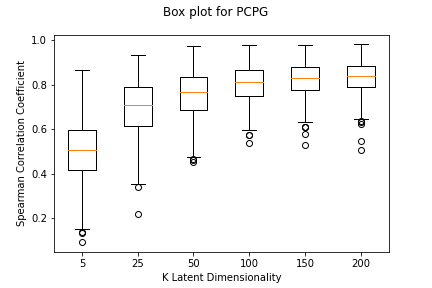 Box plot for PCPG
1.0
0.8
0.6
0.4
0.2
Spearman Correlation Coefficient
5 25 50 100 150 200
K Latent Dimensionality